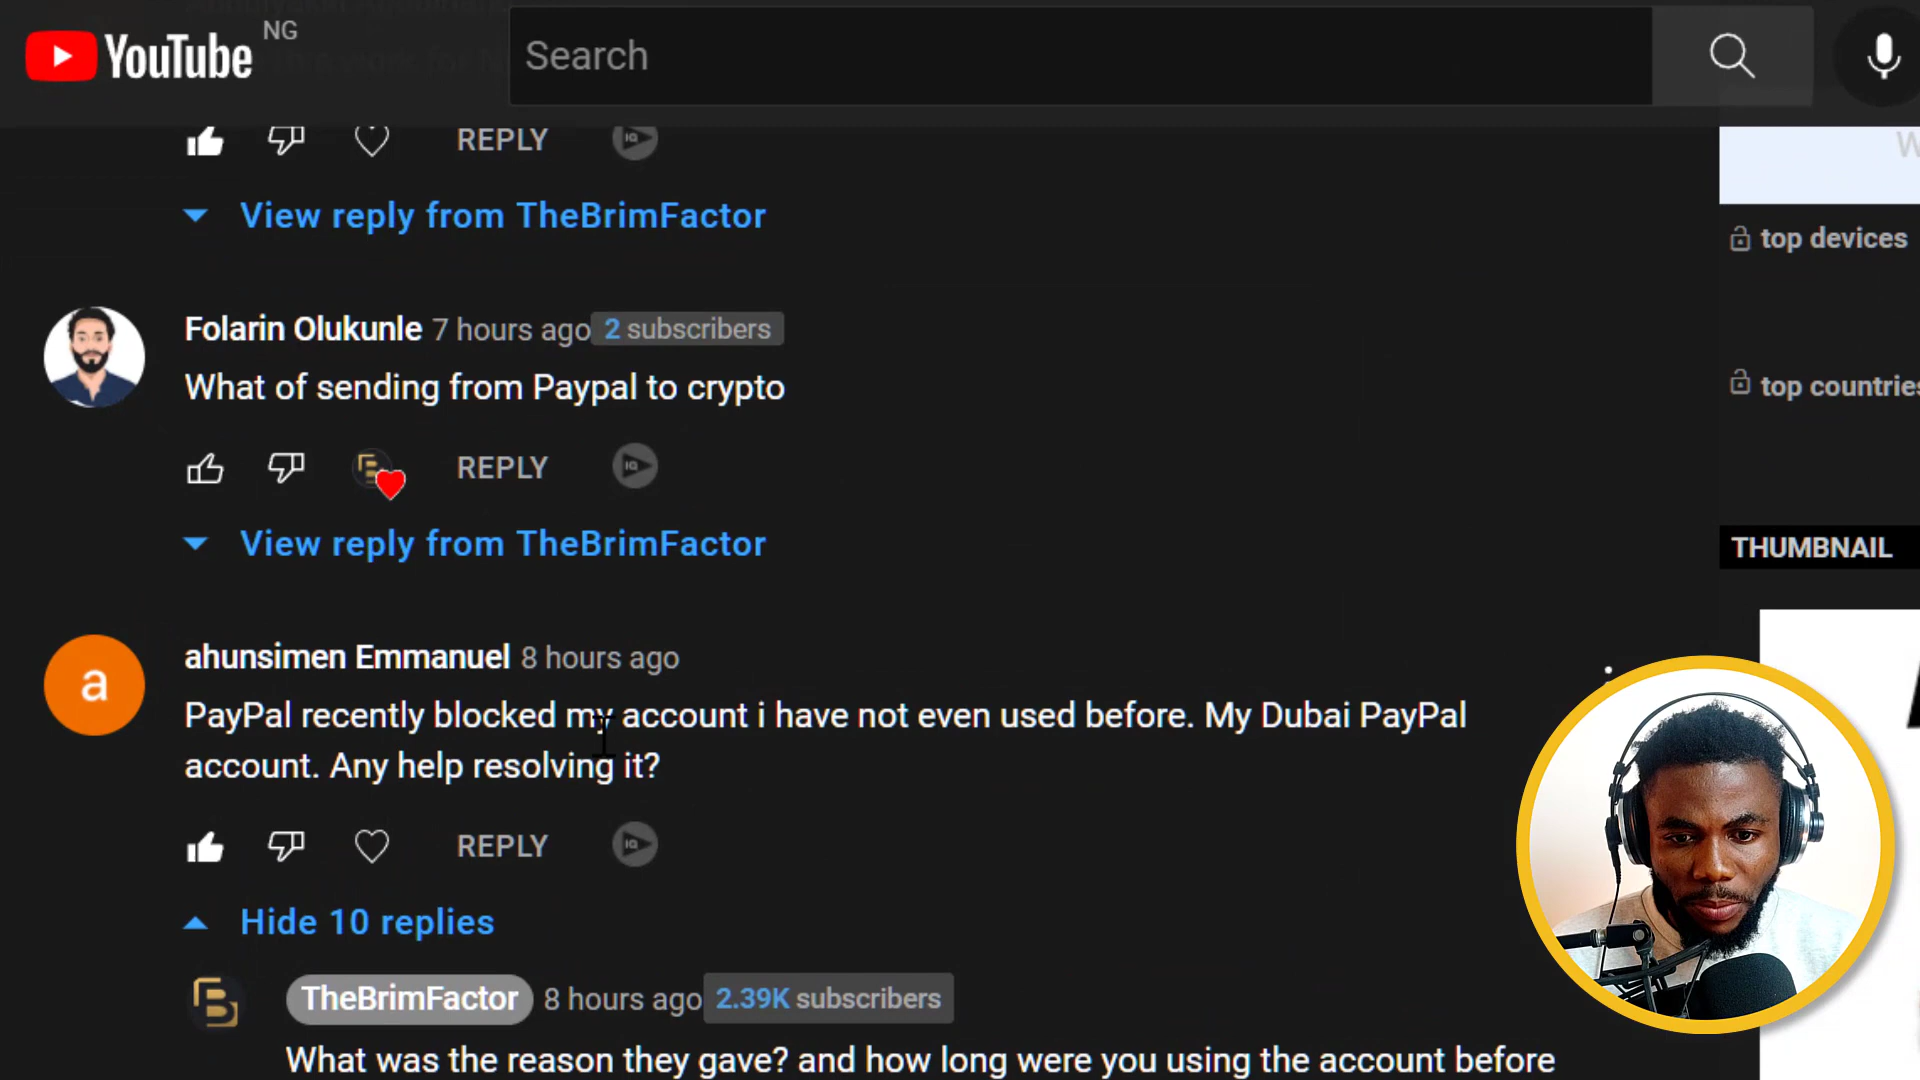 YouTube NG
Search
REPLY
View reply from TheBrimFactor
top devices
Folarin Olukunle 7 hours ago 2 subscribers
What of sending from Paypal to crypto
top countries
REPLY
View reply from TheBrimFactor
THUMBNAIL
ahunsimen Emmanuel 8 hours ago
a
PayPal recently blocked my account i have not even used before. My Dubai PayPal
account. Any help resolving it?
REPLY
Hide 10 replies
TheBrimFactor 8 hours ago 2.39K subscribers
What was the reason they gave? and how long were you using the account before